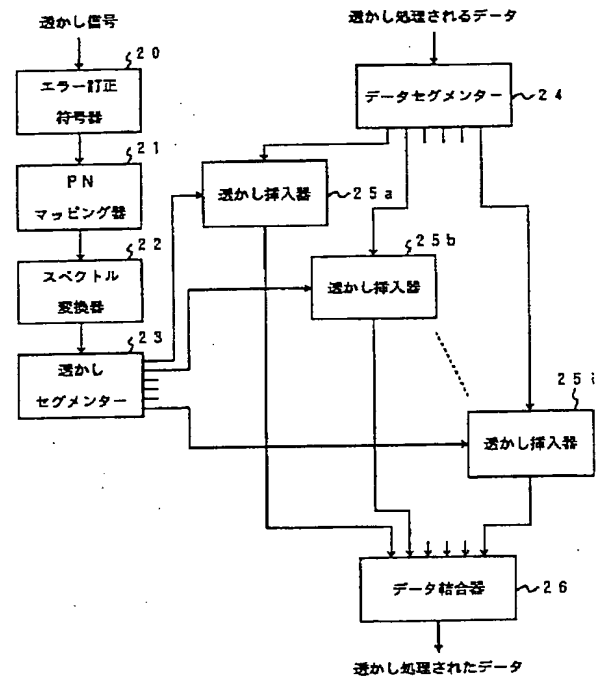 透かし信号
透かし処理されるデータ
20
エラー訂正
符号器
データセグメンター
24
21
PN
マッピング器
透かし挿入器
25a
22
スペクトル
変換器
25b
透かし挿入器
23
透かし
セグメンター
25i
透かし挿入器
データ結合器
26
透かし処理されたデータ